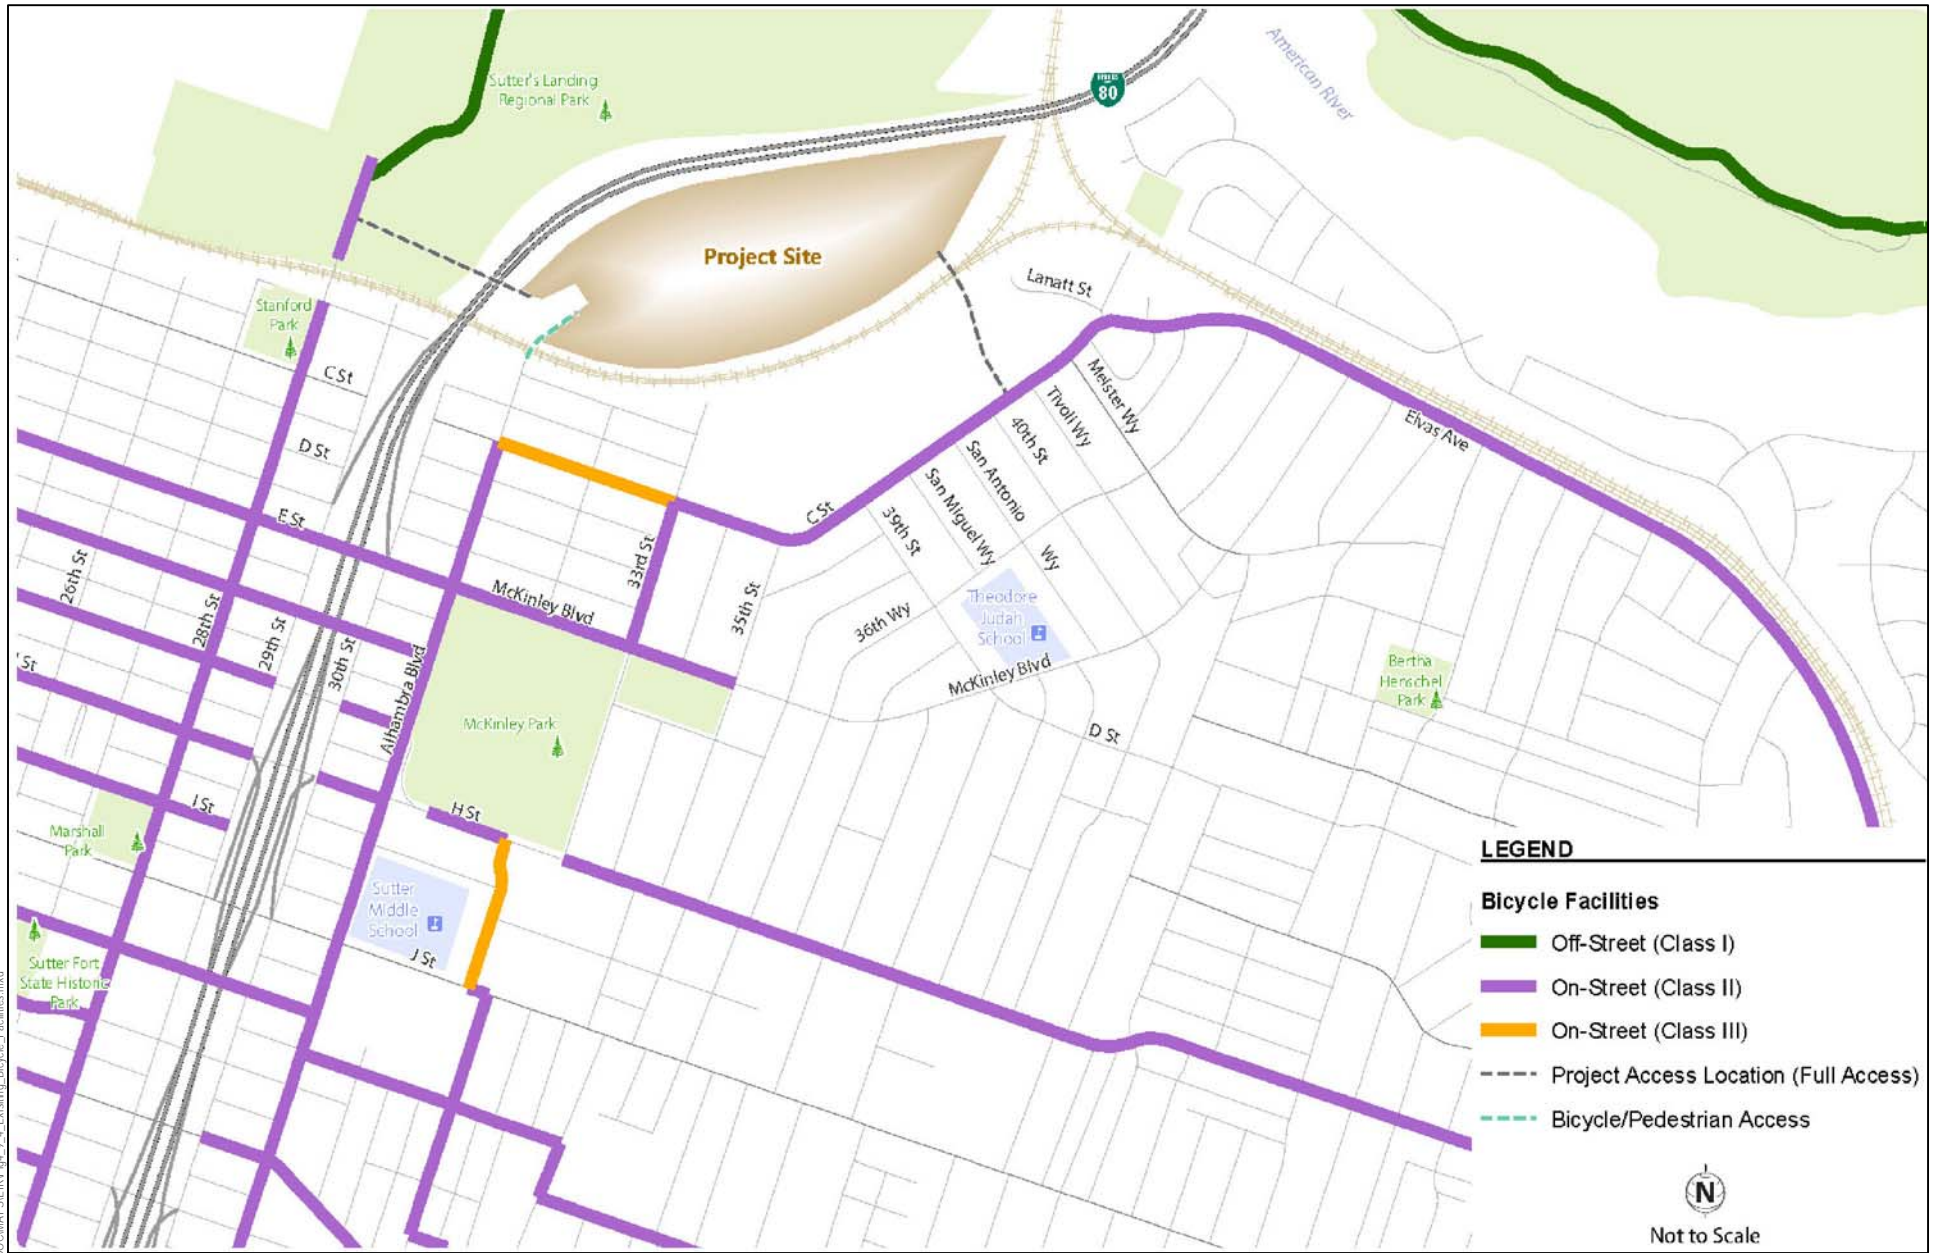 American River
80
Sutter's Landing
Regional Park
Project Site
Lanatt St
Stanford
Park
C St
D St
Meister Wy
Tivoli Wy
40th St
Elvas Ave
San Antonio
Wy
San Miguel Wy
39th St
C St
E St
33rd St
26th St
28th St
29th St
30th St
McKinley Blvd
35th St
36th Wy
Theodore
Judah
School
McKinley Blvd
Bertha
Henschel
Park
St
Alhambra Blvd
McKinley Park
D St
I St
H St
Marshall
Park
Sutter
Middle
School
J St
Sutter Fort
State Historic
Park
LEGEND
Bicycle Facilities
Off-Street (Class I)
On-Street (Class II)
On-Street (Class III)
Project Access Location (Full Access)
Bicycle/Pedestrian Access
N
Not to Scale